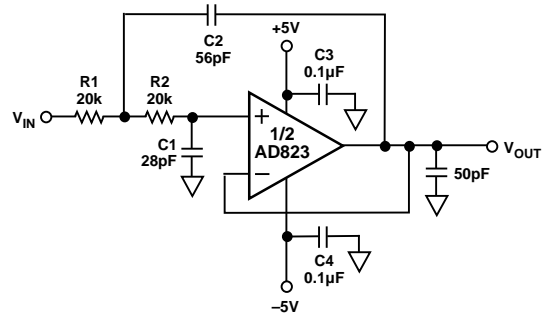 C2
56pF
+5V
C3
0.1µF
R1
20k
R2
20k
VIN
C1
28pF
+
1/2
AD823
–
VOUT
50pF
C4
0.1µF
–5V